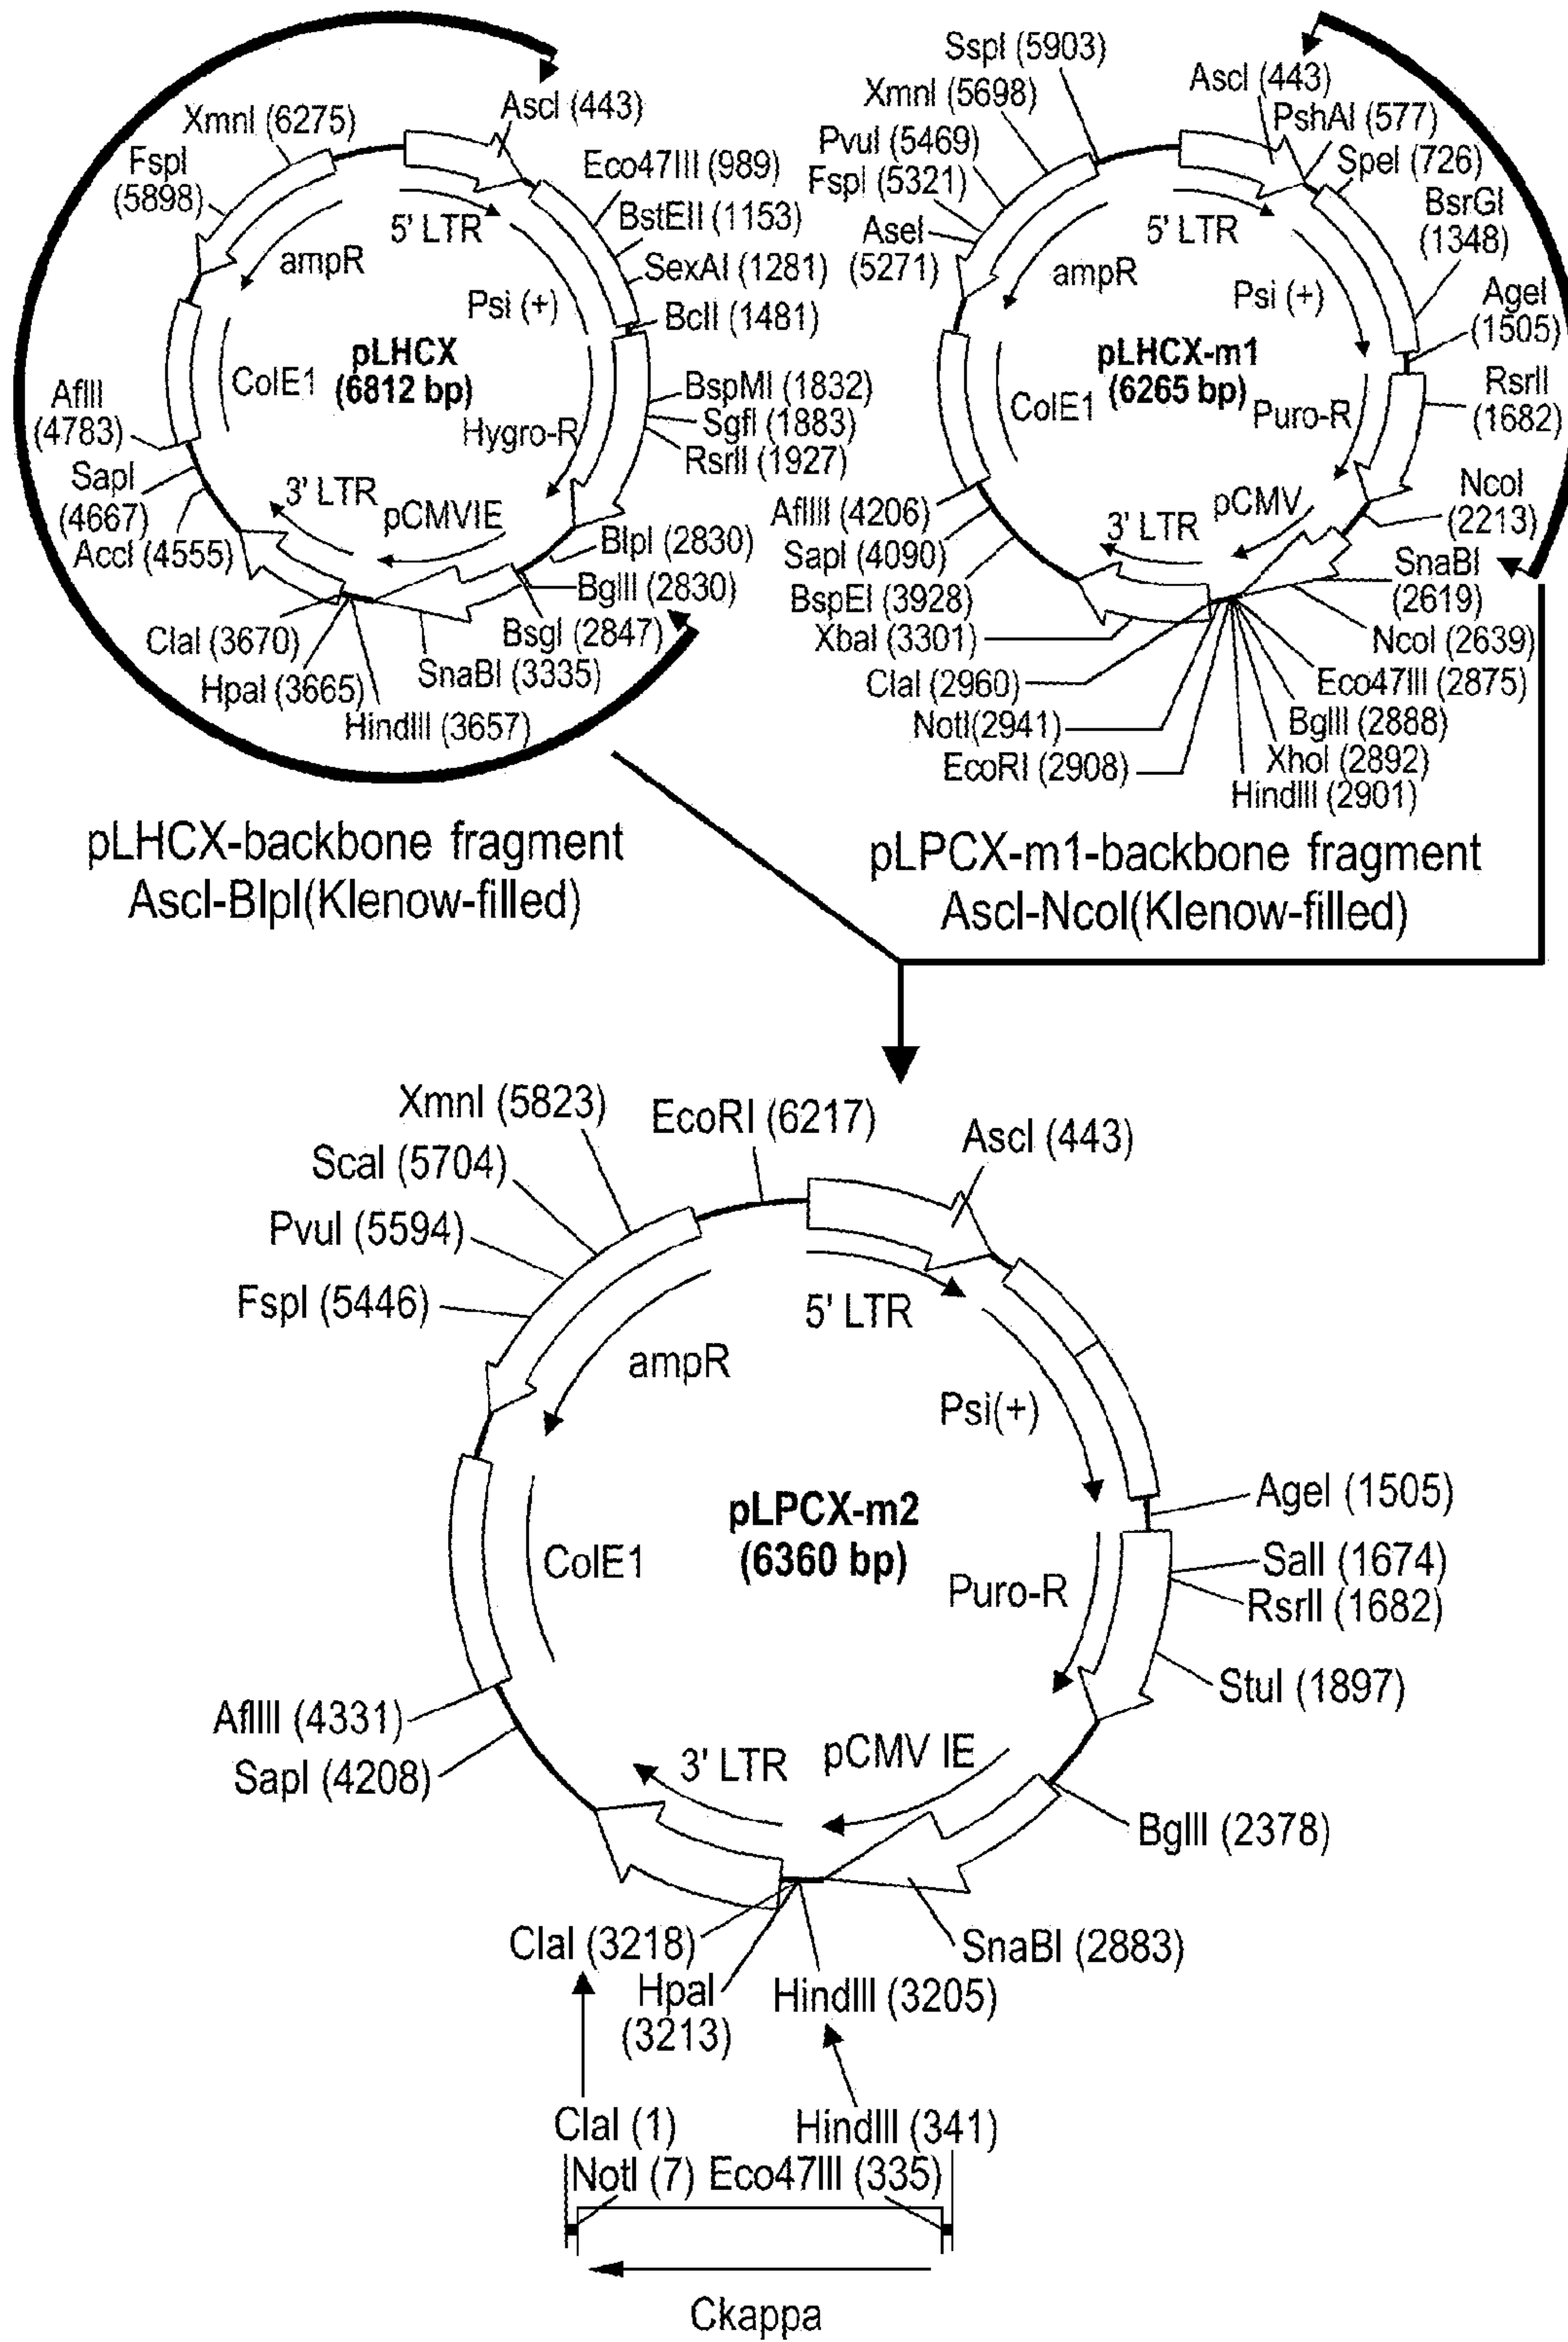 XmnI (6275)
FspI
(5898)
AscI (443)
Eco47III (989)
BstEII (1153)
SexAI (1281)
BclI (1481)
BspMI (1832)
SgfI (1883)
RsrII (1927)
BlpI (2830)
BglII (2830)
BsgI (2847)
SnaBI (3335)
HindIII (3657)
HpaI (3665)
ClaI (3670)
AccI (4555)
SapI
(4667)
AflIII
(4783)
5' LTR
ampR
Psi (+)
pLHCX
(6812 bp)
ColE1
Hygro-R
3' LTR
pCMVIE
pLHCX-backbone fragment
AscI-BlpI(Klenow-filled)
SspI (5903)
XmnI (5698)
PvuI (5469)
FspI (5321)
AseI
(5271)
AscI (443)
PshAI (577)
SpeI (726)
BsrGI
(1348)
AgeI
(1505)
RsrII
(1682)
NcoI
(2213)
SnaBI
(2619)
NcoI (2639)
Eco47III (2875)
BglII (2888)
XhoI (2892)
HindIII (2901)
EcoRI (2908)
NotI(2941)
ClaI (2960)
XbaI (3301)
BspEI (3928)
SapI (4090)
AflIIII (4206)
5' LTR
ampR
Psi (+)
pLHCX-m1
(6265 bp)
ColE1
Puro-R
pCMV
3' LTR
pLPCX-m1-backbone fragment
AscI-NcoI(Klenow-filled)
XmnI (5823)
EcoRI (6217)
AscI (443)
ScaI (5704)
PvuI (5594)
FspI (5446)
5' LTR
ampR
Psi(+)
pLPCX-m2
(6360 bp)
AgeI (1505)
SalI (1674)
RsrII (1682)
StuI (1897)
ColE1
Puro-R
AflIII (4331)
SapI (4208)
3' LTR
pCMV IE
BglII (2378)
SnaBI (2883)
ClaI (3218)
HpaI
(3213)
HindIII (3205)
ClaI (1)
HindIII (341)
NotI (7)
Eco47III (335)
Ckappa